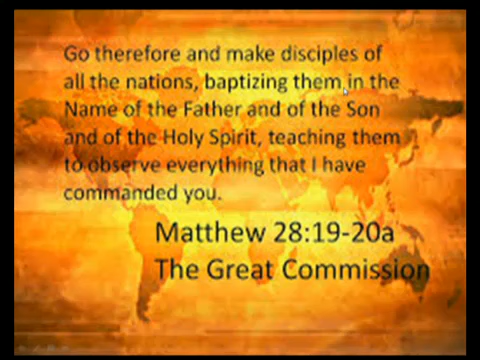 Go therefore and make disciples of
all the nations, baptizing them in the
Name of the Father and of the Son
and of the Holy Spirit, teaching them
to observe everything that I have
commanded you.
Matthew 28:19-20a
The Great Commission